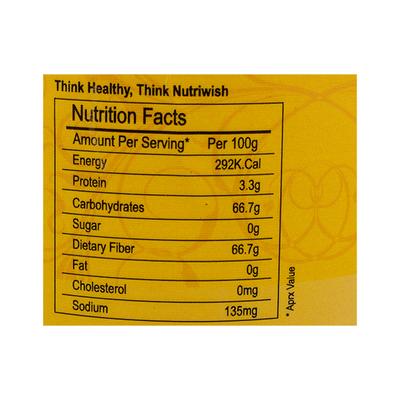 Think Healthy, Think Nutriwish
Nutrition Facts
Amount Per Serving* Per 100g
Energy 292K.Cal
Protein 3.3g
Carbohydrates 66.7g
Sugar 0g
Dietary Fiber 66.7g
Fat 0g
Cholesterol 0mg
Sodium 135mg
* Aprx Value